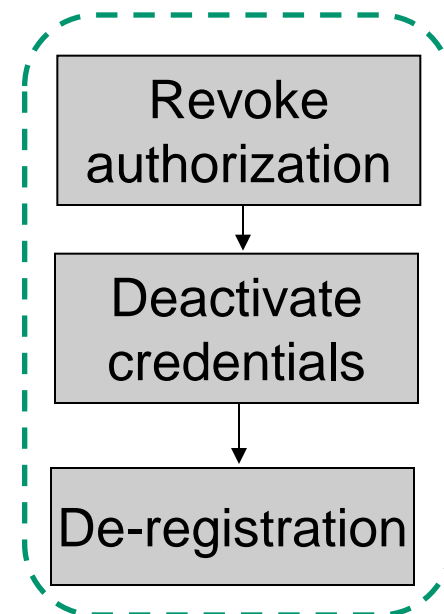 Revoke
authorization
Deactivate
credentials
De-registration